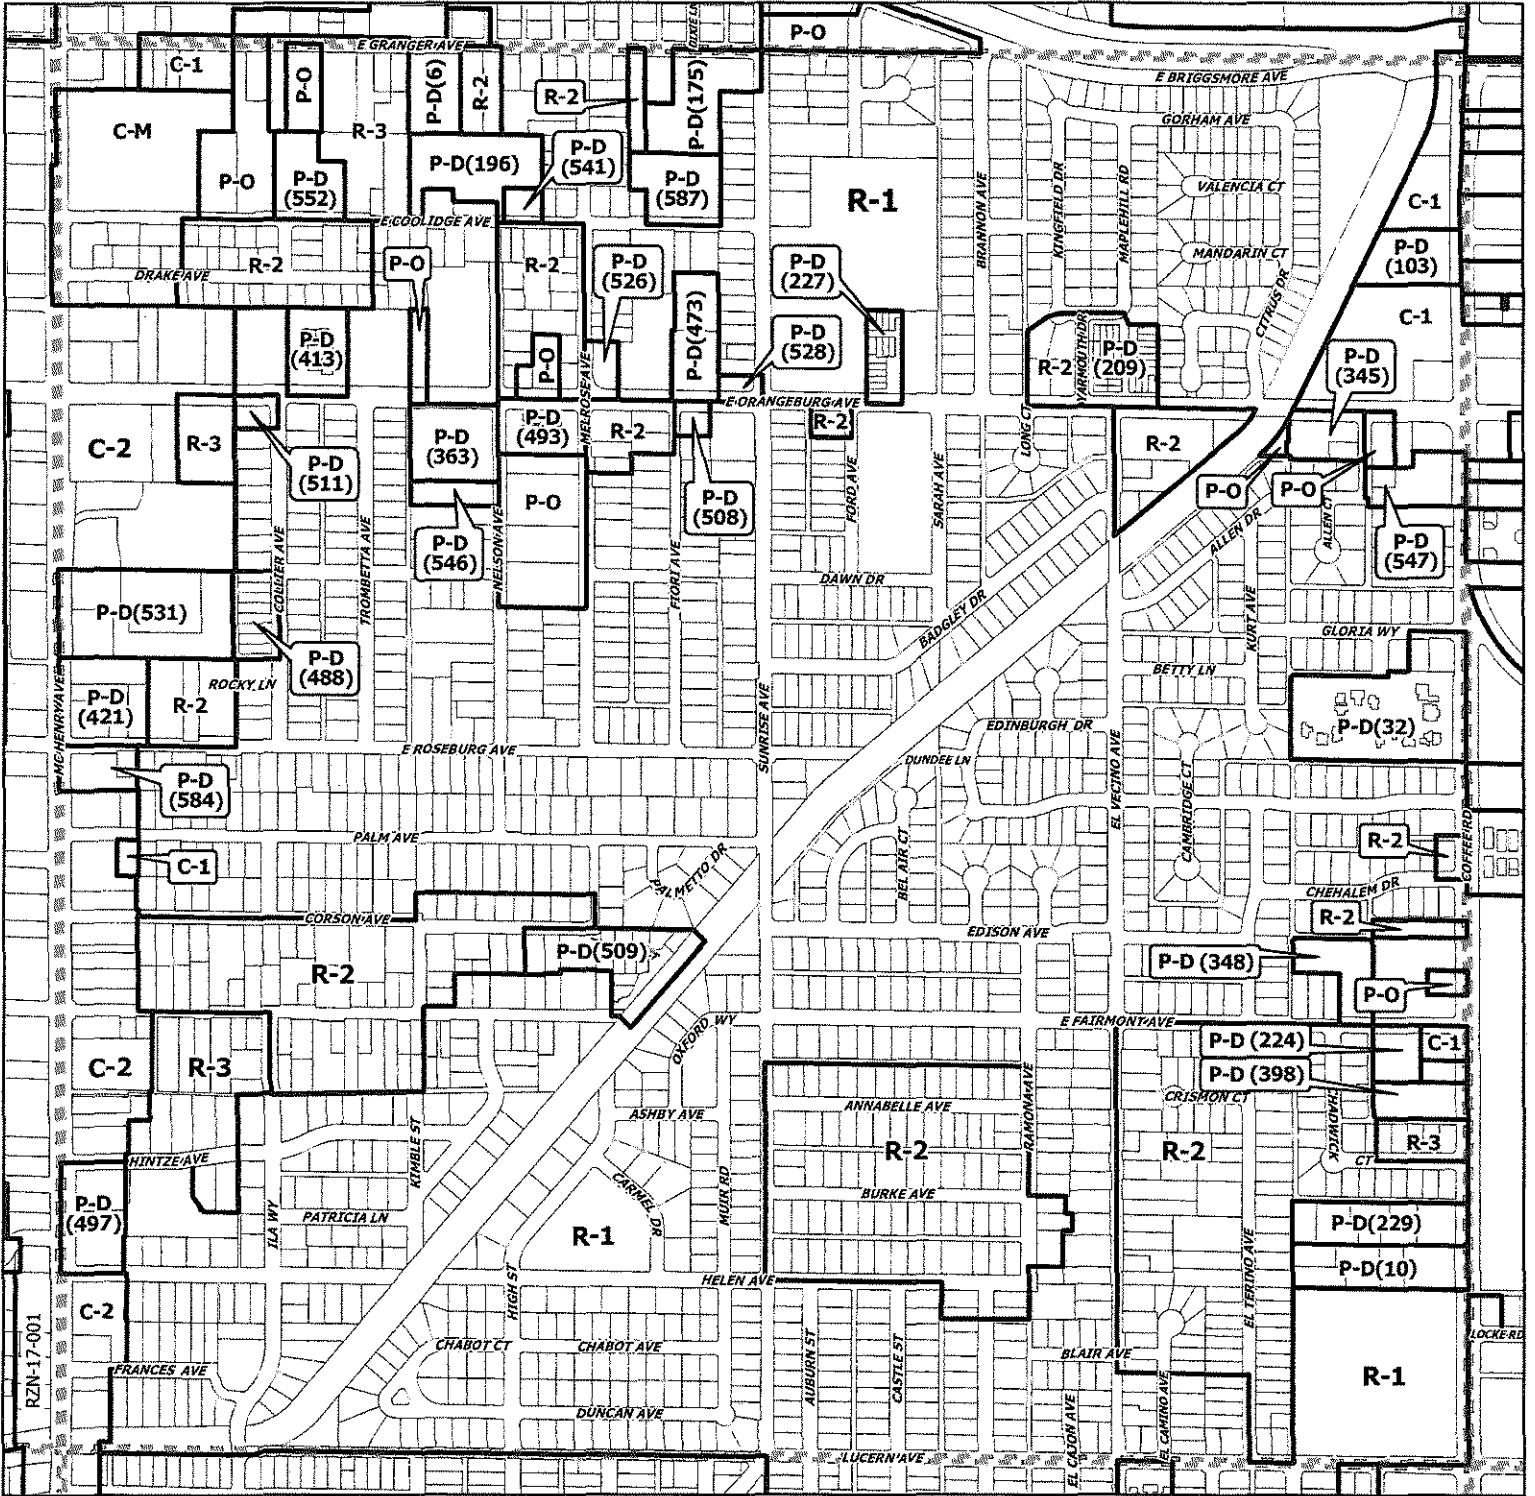 P-O
E GRANGER AVE
DIXIE LN
C-1
P-O
P-D(6)
R-2
R-2
P-D(175)
E BRIGGSMORE AVE
C-M
R-3
GORHAM AVE
P-D(196)
P-D
(541)
P-O
P-D
(552)
P-D
(587)
R-1
BRANNON AVE
KINGFIELD DR
MAPLEHILL RD
VALENCIA CT
C-1
E COOLIDGE AVE
DRAKE AVE
R-2
P-O
R-2
P-D
(526)
P-D
(227)
MANDARIN CT
P-D
(103)
CITRUS DR
P-D
(413)
P-O
MELROSE AVE
P-D(473)
P-D
(528)
R-2
YARMOUTH DR
P-D
(209)
C-1
P-D
(345)
E ORANGEBURG AVE
C-2
R-3
P-D
(511)
P-D
(363)
P-D
(493)
R-2
P-D
(508)
R-2
FORD AVE
SARAH AVE
LONG CT
R-2
P-O
P-O
P-O
P-D
(546)
NELSON AVE
COLLIER AVE
TROMBETTA AVE
FIORI AVE
ALLEN DR
ALLEN CT
P-D
(547)
DAWN DR
BADGLEY DR
KURT AVE
GLORIA WY
P-D(531)
P-D
(488)
ROCKY LN
BETTY LN
MC HENRY AVE
P-D
(421)
R-2
E ROSEBURG AVE
SUNRISE AVE
EDINBURGH DR
DUNDEE LN
EL VECINO AVE
CAMBRIDGE CT
P-D(32)
P-D
(584)
PALM AVE
C-1
PALMETTO DR
BEL AIR CT
R-2
COFFEE RD
CHEHALEM DR
CORSON AVE
EDISON AVE
R-2
R-2
P-D(509)
P-D (348)
P-O
OXFORD WY
E FAIRMONT AVE
P-D (224)
C-1
C-2
R-3
P-D (398)
ANNABELLE AVE
RAMONA AVE
CRISMON CT
CHADWICK
CT
ASHBY AVE
KIMBLE ST
HINTZE AVE
R-2
R-2
R-3
BURKE AVE
P-D
(497)
ILA WY
PATRICIA LN
CARMEL DR
MUIR RD
R-1
P-D(229)
P-D(10)
EL TERINO AVE
HELEN AVE
HIGH ST
C-2
RZN-17-001
FRANCES AVE
CHABOT CT
CHABOT AVE
AUBURN ST
CASTLE ST
BLAIR AVE
LOCKE RD
R-1
DUNCAN AVE
EL CAJON AVE
EL CAMINO AVE
LUCERN AVE